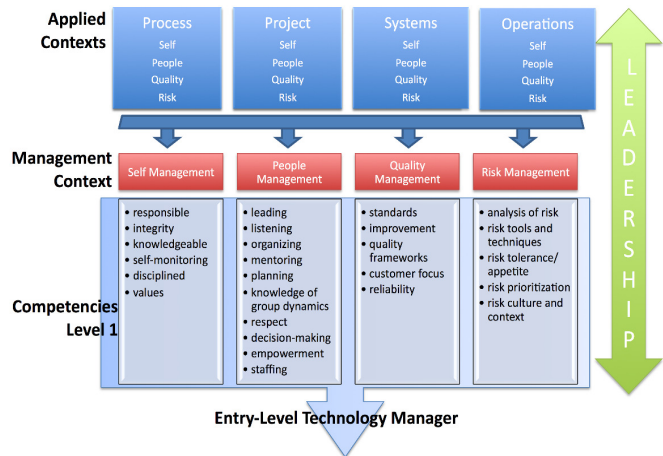 Applied
Contexts
Process
Self
People
Quality
Risk
Project
Self
People
Quality
Risk
Systems
Self
People
Quality
Risk
Operations
Self
People
Quality
Risk
LEADERSHIP
Management
Context
Self Management
People
Management
Quality
Management
Risk Management
Competencies
Level 1
• responsible
• integrity
• knowledgeable
• self-monitoring
• disciplined
• values
• leading
• listening
• organizing
• mentoring
• planning
• knowledge of
group dynamics
• respect
• decision-making
• empowerment
• staffing
• standards
• improvement
• quality
frameworks
• customer focus
• reliability
• analysis of risk
• risk tools and
techniques
• risk tolerance/
appetite
• risk prioritization
• risk culture and
context
Entry-Level Technology Manager